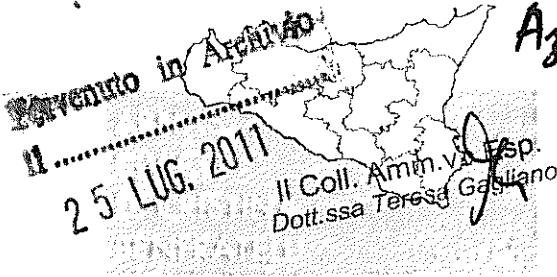 Pervenuto in Archivio
Il ........................
25 LUG. 2011
Il Coll. Amm.vo Esp.
Dott.ssa Teresa Gagliano